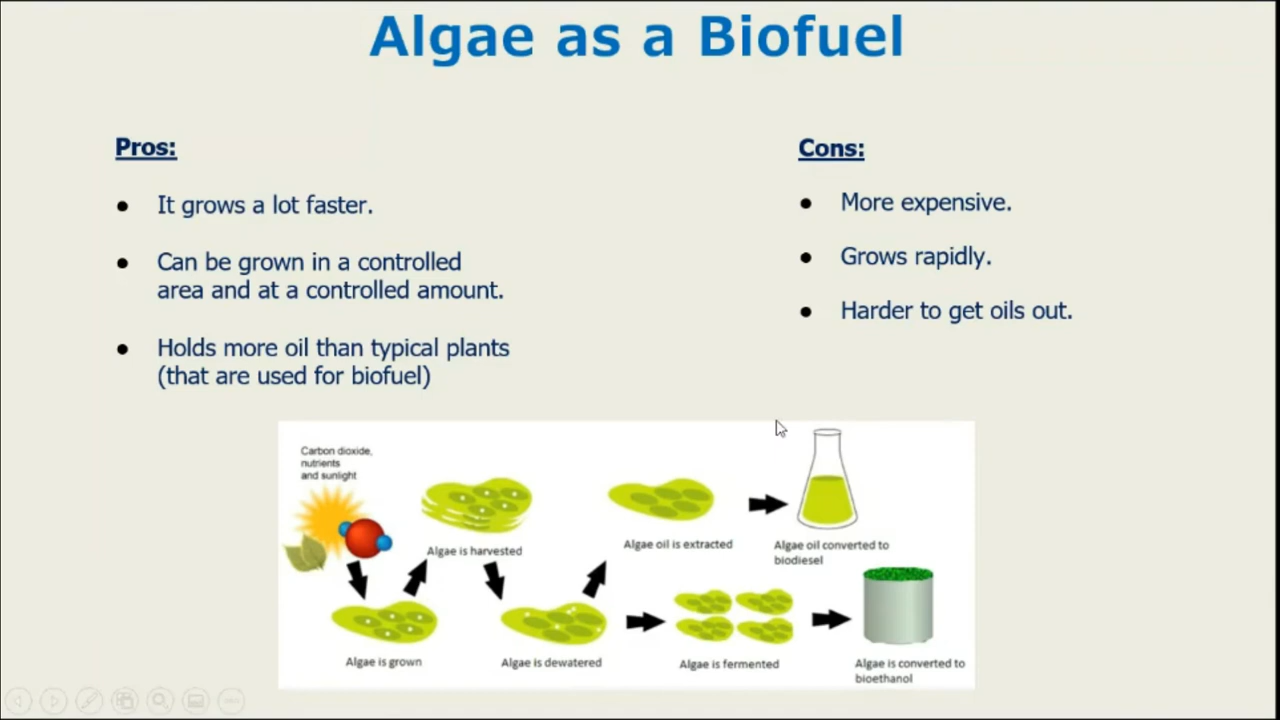 Algae as a Biofuel
Pros:
● It grows a lot faster.
● Can be grown in a controlled
area and at a controlled amount.
● Holds more oil than typical plants
(that are used for biofuel)
Cons:
● More expensive.
● Grows rapidly.
● Harder to get oils out.
Carbon dioxide,
nutrients
and sunlight
Algae is harvested
Algae oil is extracted
Algae oil converted to
biodiesel
Algae is grown
Algae is dewatered
Algae is fermented
Algae is converted to
bioethanol